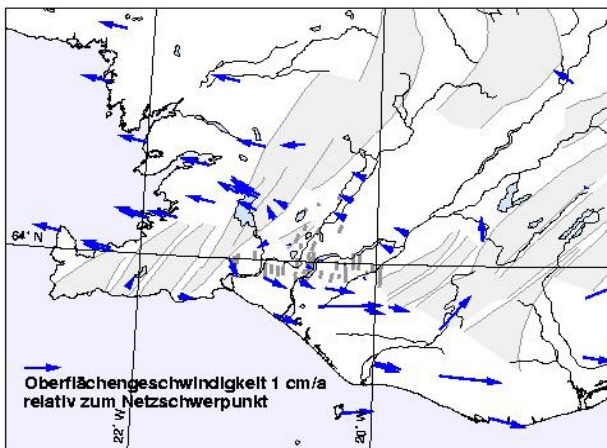 64° N
Oberflächengeschwindigkeit 1 cm/a
relativ zum Netzschwerpunkt
22° W
20° W